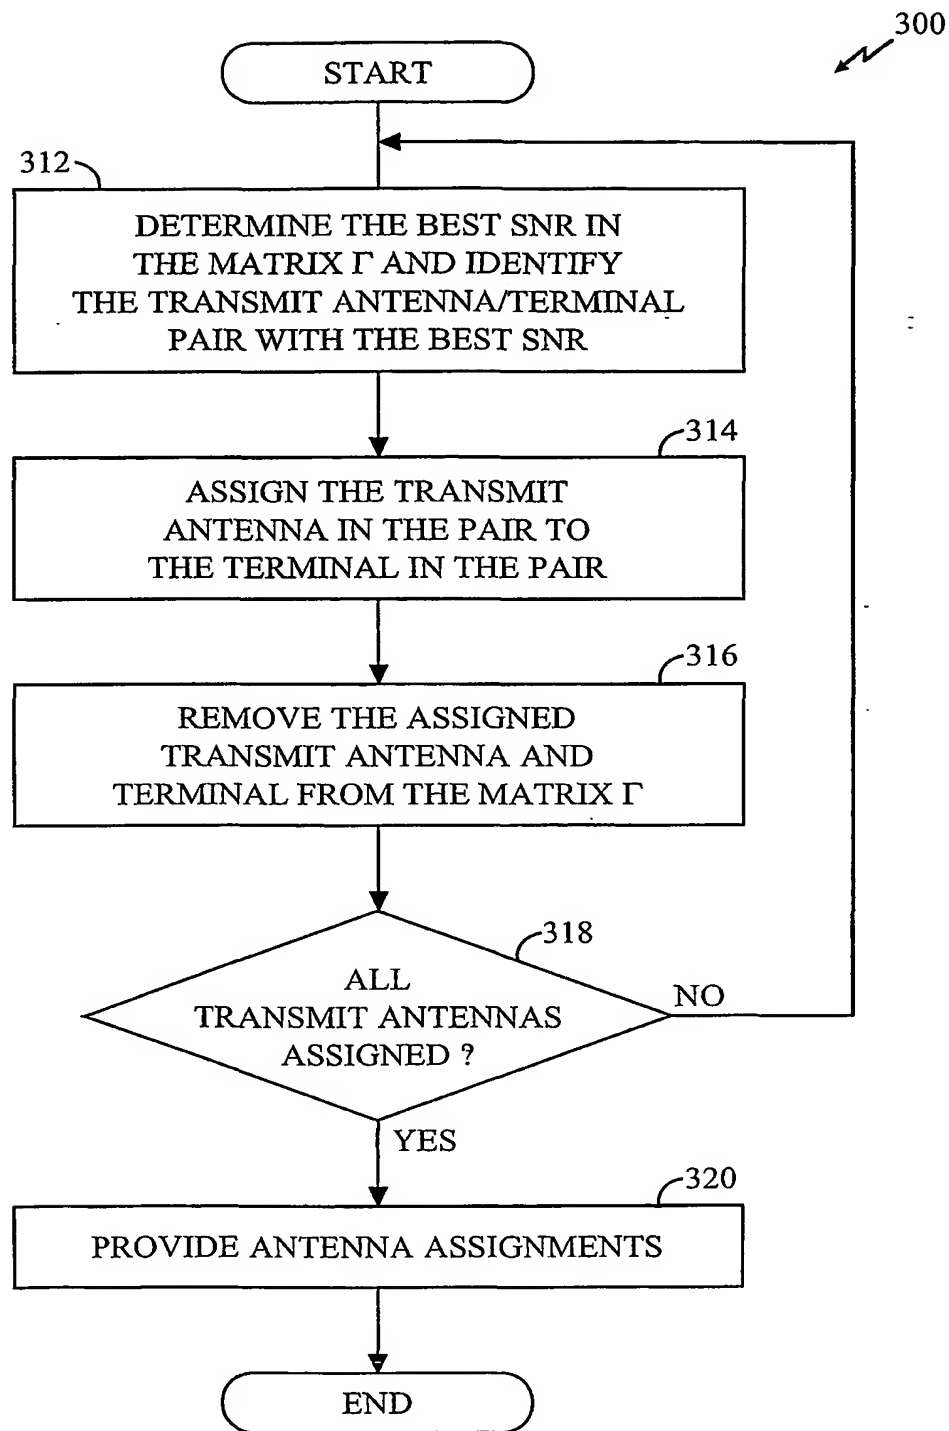 300
START
312
DETERMINE THE BEST SNR IN
THE MATRIX Γ AND IDENTIFY
THE TRANSMIT ANTENNA/TERMINAL
PAIR WITH THE BEST SNR
314
ASSIGN THE TRANSMIT
ANTENNA IN THE PAIR TO
THE TERMINAL IN THE PAIR
316
REMOVE THE ASSIGNED
TRANSMIT ANTENNA AND
TERMINAL FROM THE MATRIX Γ
318
ALL
TRANSMIT ANTENNAS
ASSIGNED ?
NO
YES
320
PROVIDE ANTENNA ASSIGNMENTS
END